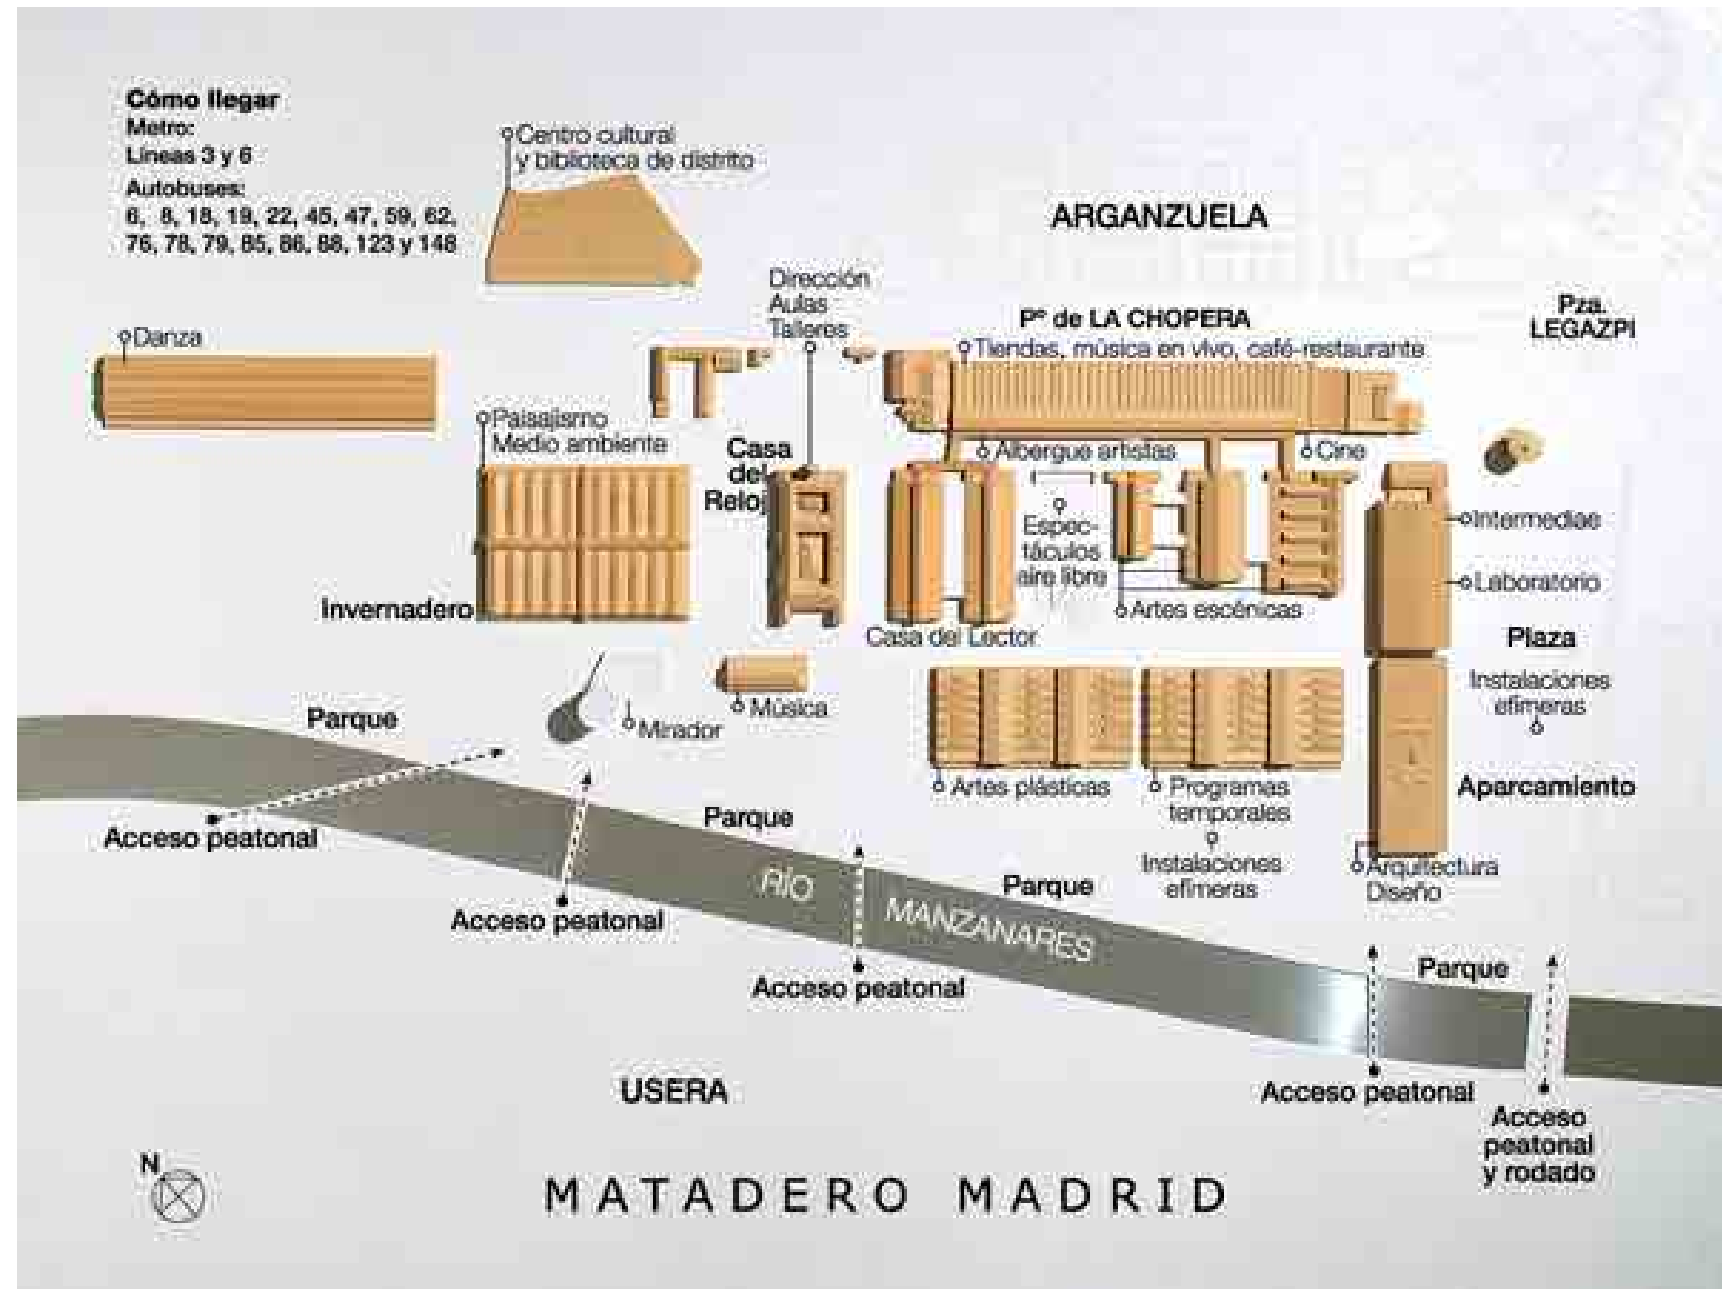 Cómo llegar
Metro:
Líneas 3 y 6
Autobuses:
6, 8, 18, 19, 22, 45, 47, 59, 62,
76, 78, 79, 85, 86, 88, 123 y 148
Centro cultural
y biblioteca de distrito
ARGANZUELA
Dirección
Aulas
Talleres
Pº de LA CHOPERA
Pza.
LEGAZPI
Danza
Tiendas, música en vivo, café-restaurante
Paisajismo
Medio ambiente
Casa
del
Reloj
Albergue artistas
Cine
Espec-
táculos
aire libre
Intermediae
Laboratorio
Invernadero
Artes escénicas
Casa del Lector
Plaza
Instalaciones
efímeras
Parque
Mirador
Música
Artes plásticas
Programas
temporales
Aparcamiento
Acceso peatonal
Parque
Instalaciones
efímeras
Arquitectura
Diseño
Acceso peatonal
RÍO
MANZANARES
Parque
Acceso peatonal
Parque
USERA
Acceso peatonal
Acceso
peatonal
y rodado
N
MATADERO MADRID